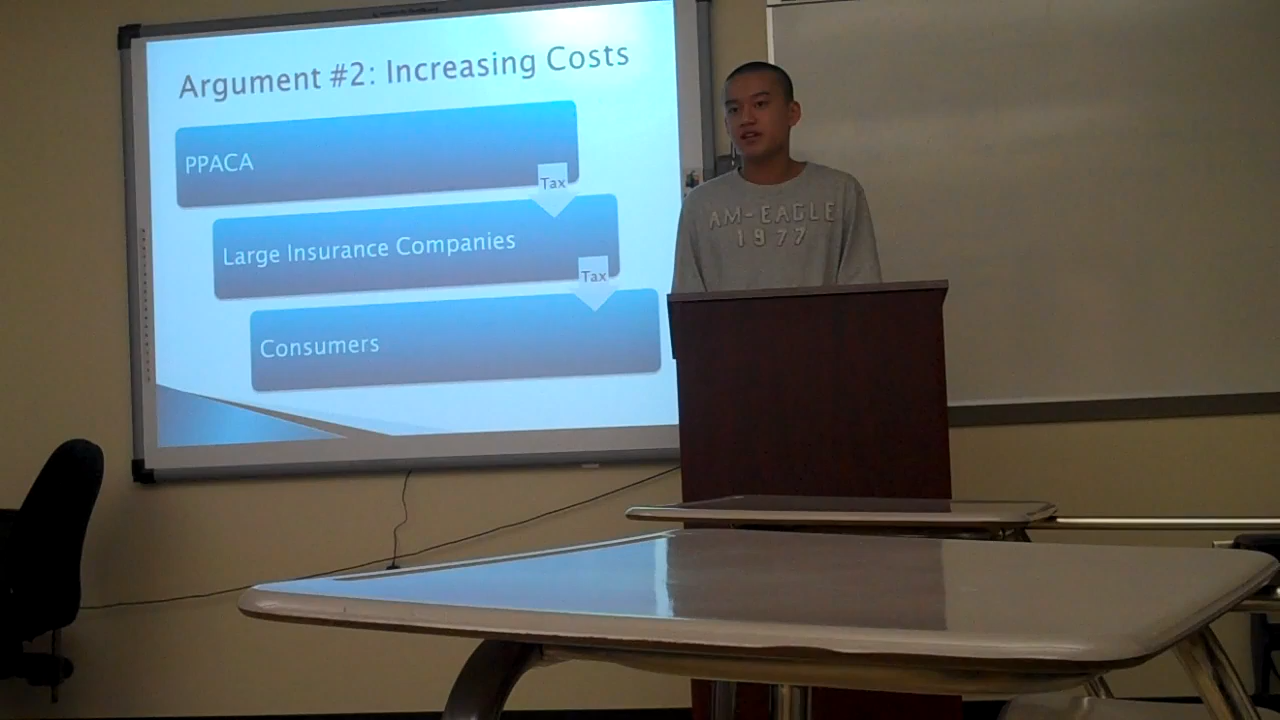 Argument #2: Increasing Costs
PPACA
Tax
Large Insurance Companies
Tax
Consumers
AM-EAGLE
1977